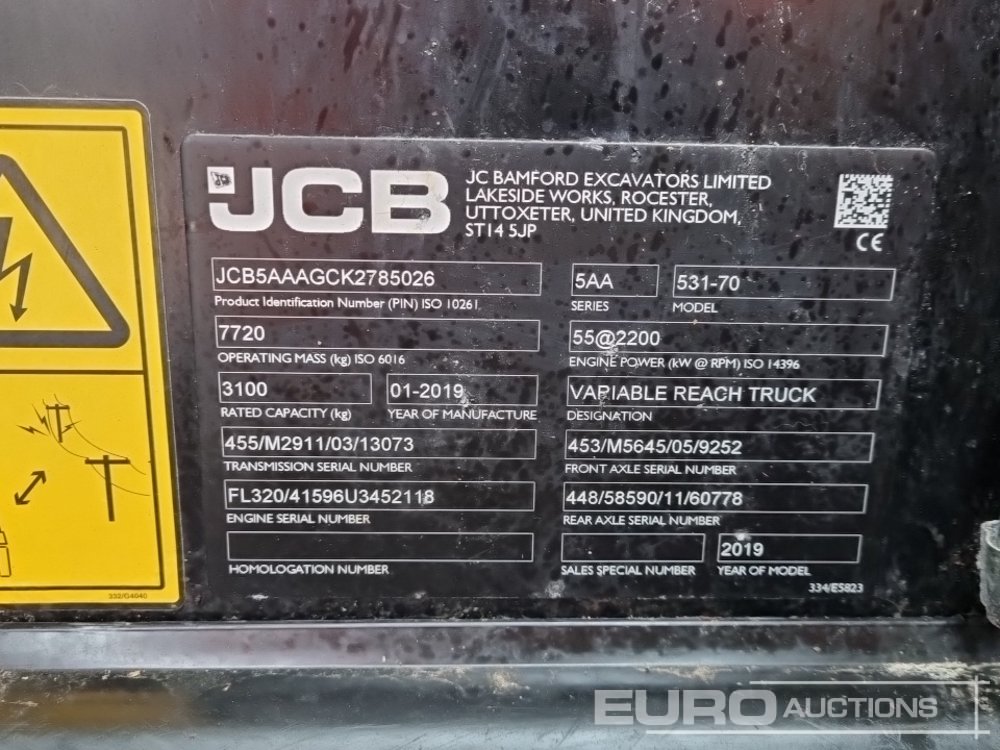 JCB
JC BAMFORD EXCAVATORS LIMITED
LAKESIDE WORKS, ROCESTER,
UTTOXETER, UNITED KINGDOM,
ST14 5JP
CE
JCB5AAAGCK2785026
Product Identification Number (PIN) ISO 10261
5AA
SERIES
531-70
MODEL
7720
OPERATING MASS (kg) ISO 6016
55@2200
ENGINE POWER (kW @ RPM) ISO 14396
3100
RATED CAPACITY (kg)
01-2019
YEAR OF MANUFACTURE
VARIABLE REACH TRUCK
DESIGNATION
455/M2911/03/13073
TRANSMISSION SERIAL NUMBER
453/M5645/05/9252
FRONT AXLE SERIAL NUMBER
FL320/41596U3452118
ENGINE SERIAL NUMBER
448/58590/11/60778
REAR AXLE SERIAL NUMBER
HOMOLOGATION NUMBER
SALES SPECIAL NUMBER
2019
YEAR OF MODEL
334/E5823
332/G4040
EURO AUCTIONS